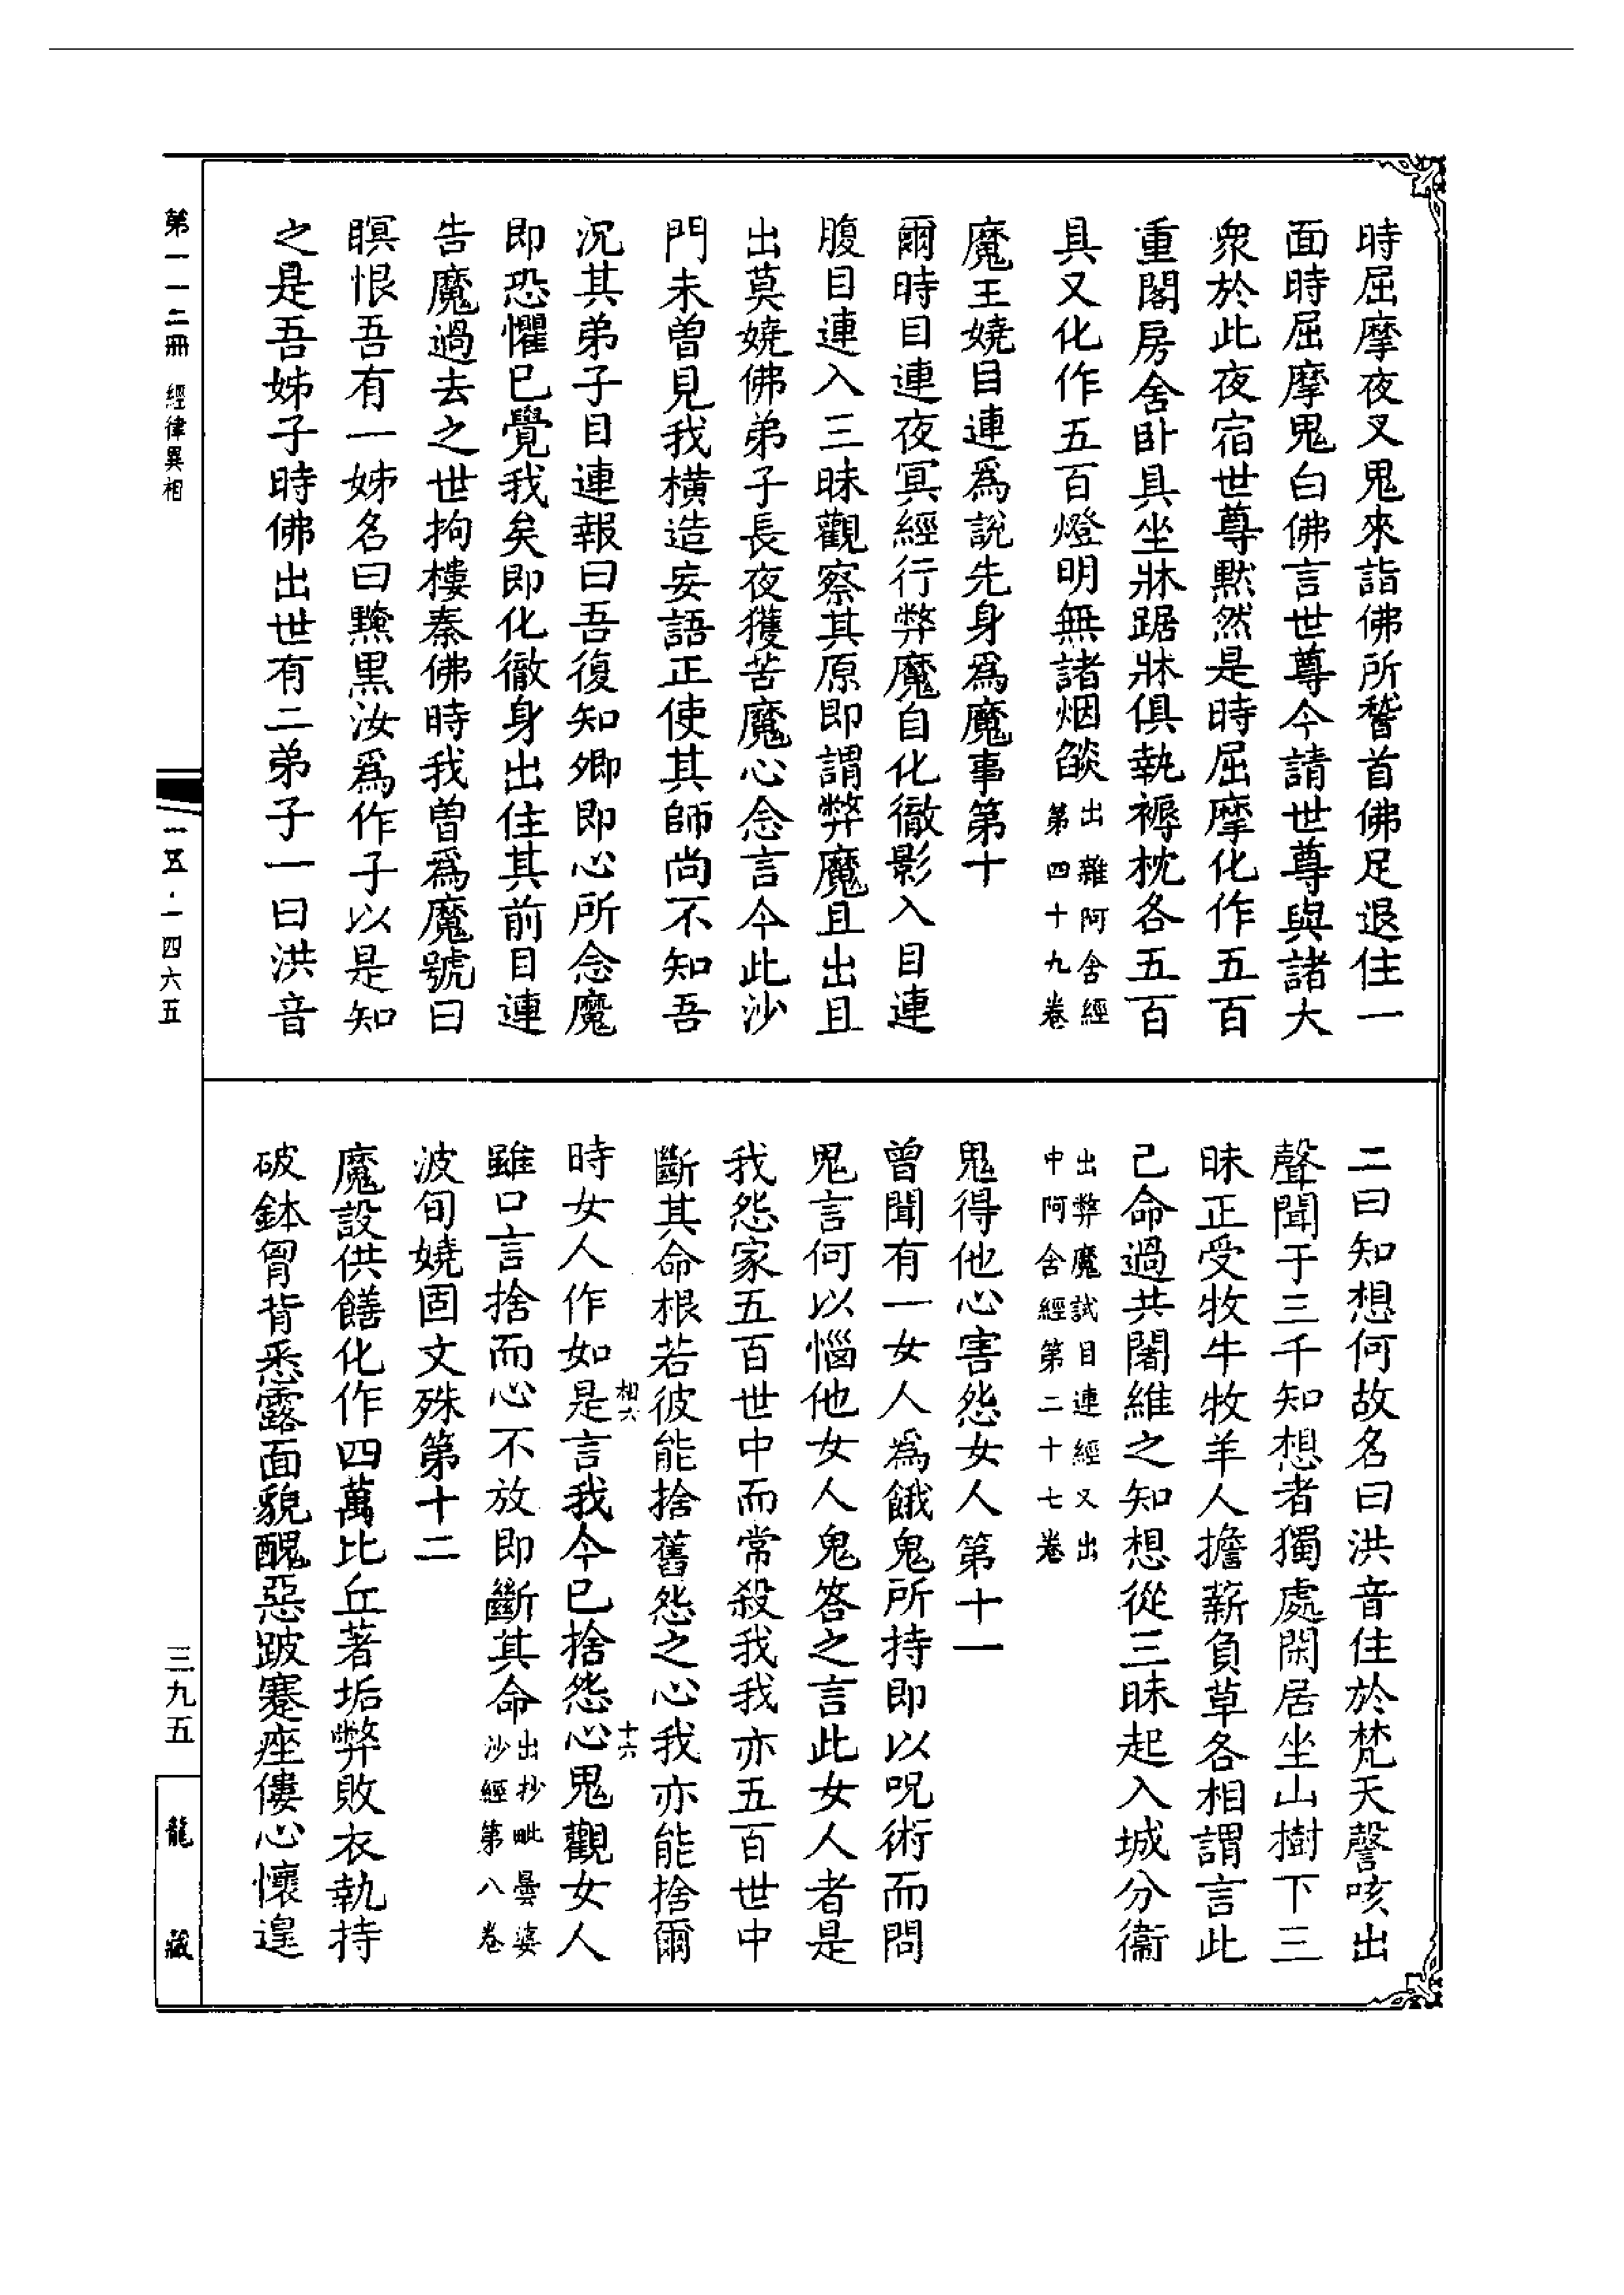 時屈摩夜叉鬼來詣佛所稽首佛足退住一
面時屈摩鬼白佛言世尊今請世尊與諸大
衆於此夜宿世尊黙然是時屈摩化作五百
重閣房舍卧具坐牀踞牀俱執褥枕各五百
具又化作五百燈明無諸烟燄出雜阿舍經
第四十九卷
魔王嬈目連爲說先身爲魔事第十
爾時目連夜冥經行弊魔自化徹影入目連
腹目連入三昧觀察其原即謂弊魔且出且
出莫嬈佛弟子長夜獲苦魔心念言今此沙
門未曽見我橫造妄語正使其師尚不知吾
沉其弟子目連報曰吾復知卿即心所念魔
即恐懼已覺我矣即化徹身出住其前目連
告魔過去之世拘樓秦佛時我曽爲魔號曰
瞑恨吾有一姊名曰黤黒汝爲作子以是知
之是吾姊子時佛出世有二弟子一曰洪音
二曰知想何故名曰洪音住於梵天謦咳出
聲聞于三千知想者獨處閑居坐山樹下三
昧正受牧牛牧羊人擔薪負草各相謂言此
己命過共闍維之知想從三昧起入城分衞
出弊魔試目連經又出
中阿舍經第二十七卷
鬼得他心害怨女人第十一
曾聞有一女人爲餓鬼所持即以呪術而問
鬼言何以惱他女人鬼答之言此女人者是
我怨家五百世中而常殺我我亦五百世中
斷其命根若彼能捨舊怨之心我亦能捨爾
相六
十六
時女人作如是言我今已捨怨心鬼觀女人
雖口言捨而心不放即斷其命出抄毗曇婆
沙經第八卷
波旬嬈固文殊第十二
魔設供饍化作四萬比丘著垢弊敗衣執持
破鉢胷背悉露面貌醜惡跛蹇痤僂心懷遑
第一一二冊 經律異相
一五·一四六五
三九五
龍藏